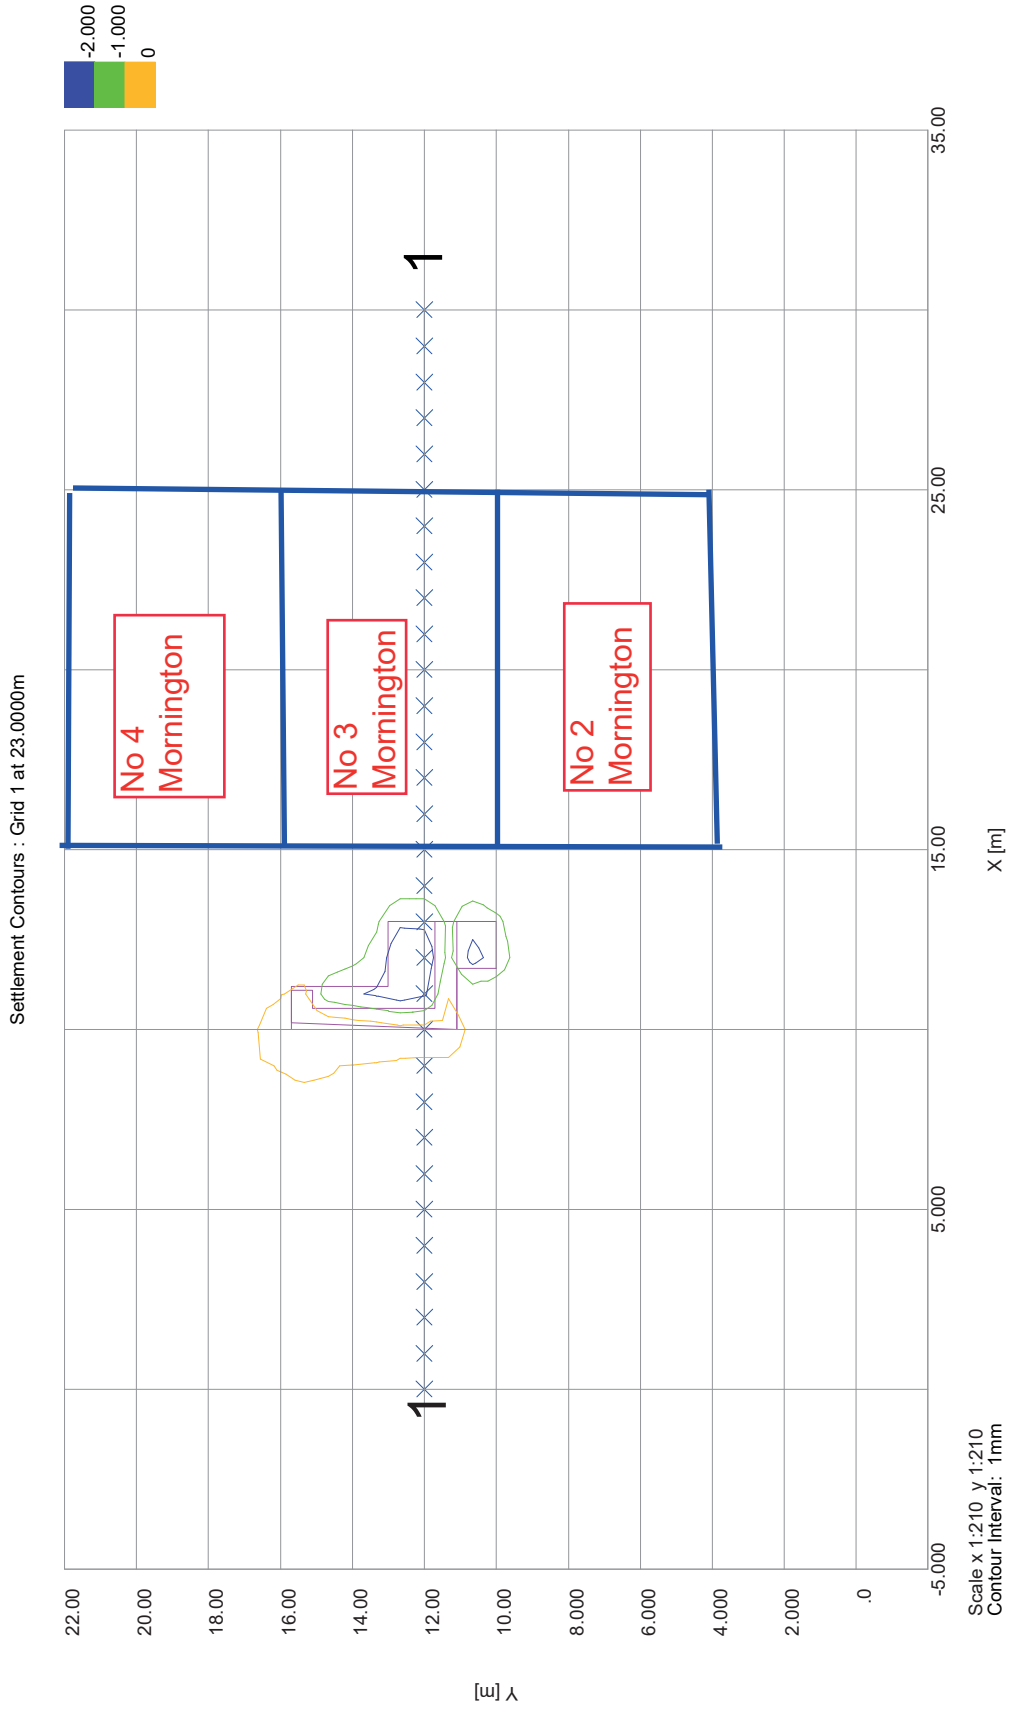 Settlement Contours : Grid 1 at 23.0000m
-2.000
-1.000
0
22.00
20.00
18.00
16.00
14.00
12.00
10.00
8.000
6.000
4.000
2.000
.0
Y [m]
No 4
Mornington
No 3
Mornington
No 2
Mornington
1
1
-5.000
5.000
15.00
25.00
35.00
X [m]
Scale x 1:210 y 1:210
Contour Interval: 1mm